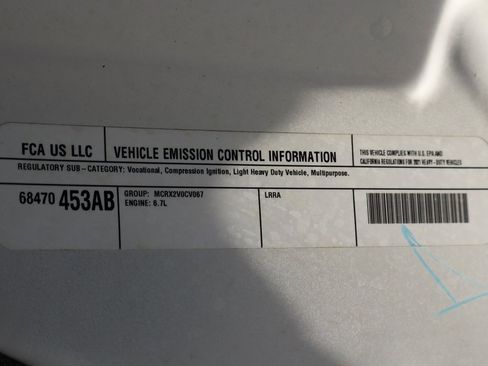 FCA US LLC
VEHICLE EMISSION CONTROL INFORMATION
THIS VEHICLE COMPLIES WITH U.S. EPA AND
CALIFORNIA REGULATIONS FOR 2021 HEAVY-DUTY VEHICLES
REGULATORY SUB-CATEGORY: Vocational, Compression Ignition, Light Heavy Duty Vehicle, Multipurpose.
68470 453AB
GROUP: MCRX2VOCV067
ENGINE: 6.7L
LRRA